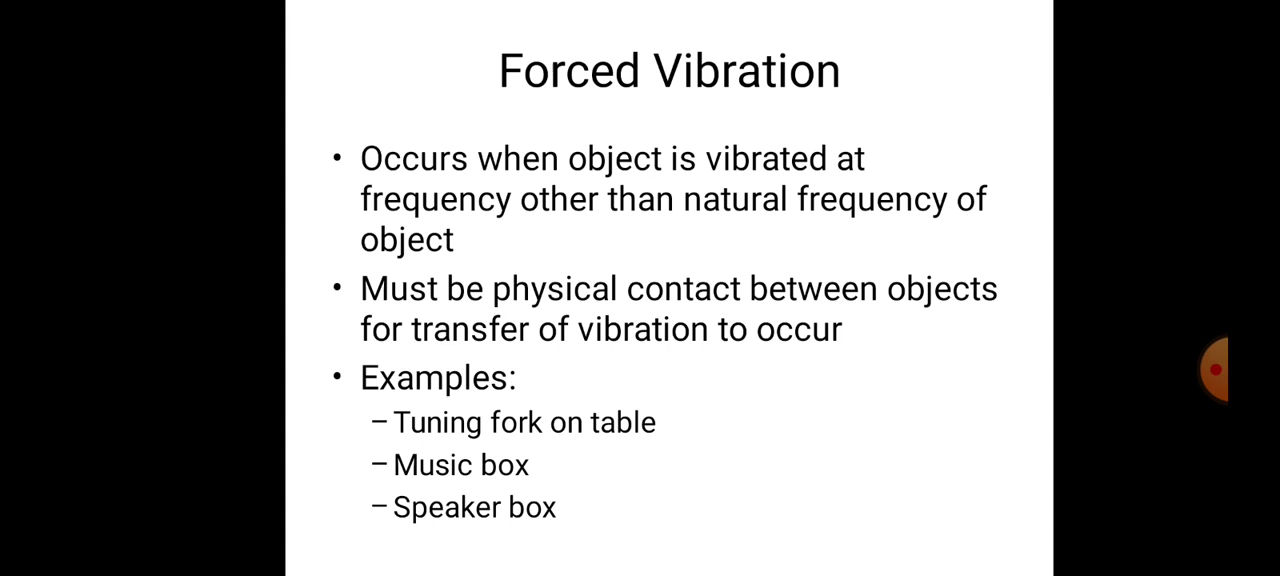 Forced Vibration
• Occurs when object is vibrated at
frequency other than natural frequency of
object
• Must be physical contact between objects
for transfer of vibration to occur
• Examples:
– Tuning fork on table
– Music box
– Speaker box